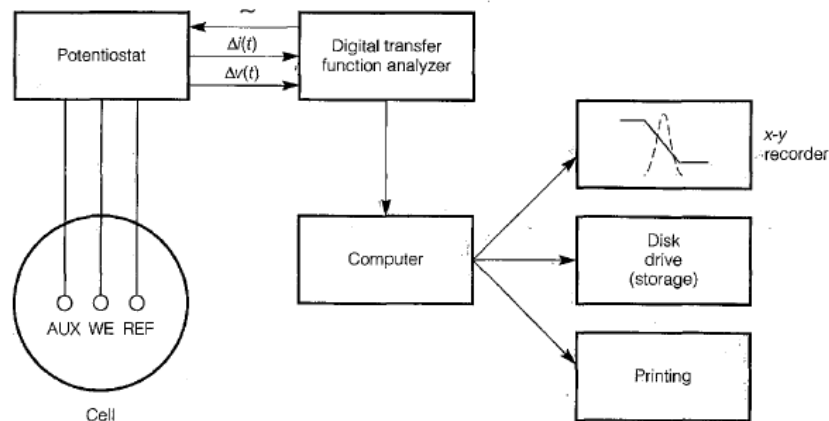 ~
Potentiostat
Δi(t)
Δv(t)
Digital transfer
function analyzer
x-y
recorder
Computer
Disk
drive
(storage)
AUX WE REF
Printing
Cell